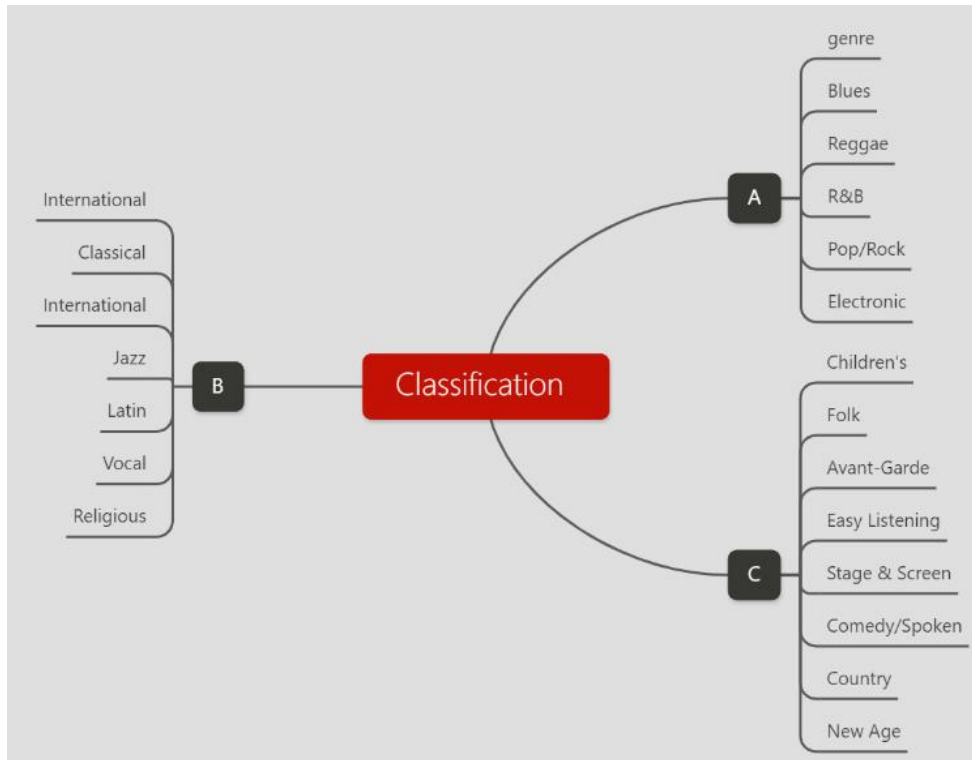 Classification
A
genre
Blues
Reggae
R&B
Pop/Rock
Electronic
B
International
Classical
International
Jazz
Latin
Vocal
Religious
C
Children's
Folk
Avant-Garde
Easy Listening
Stage & Screen
Comedy/Spoken
Country
New Age